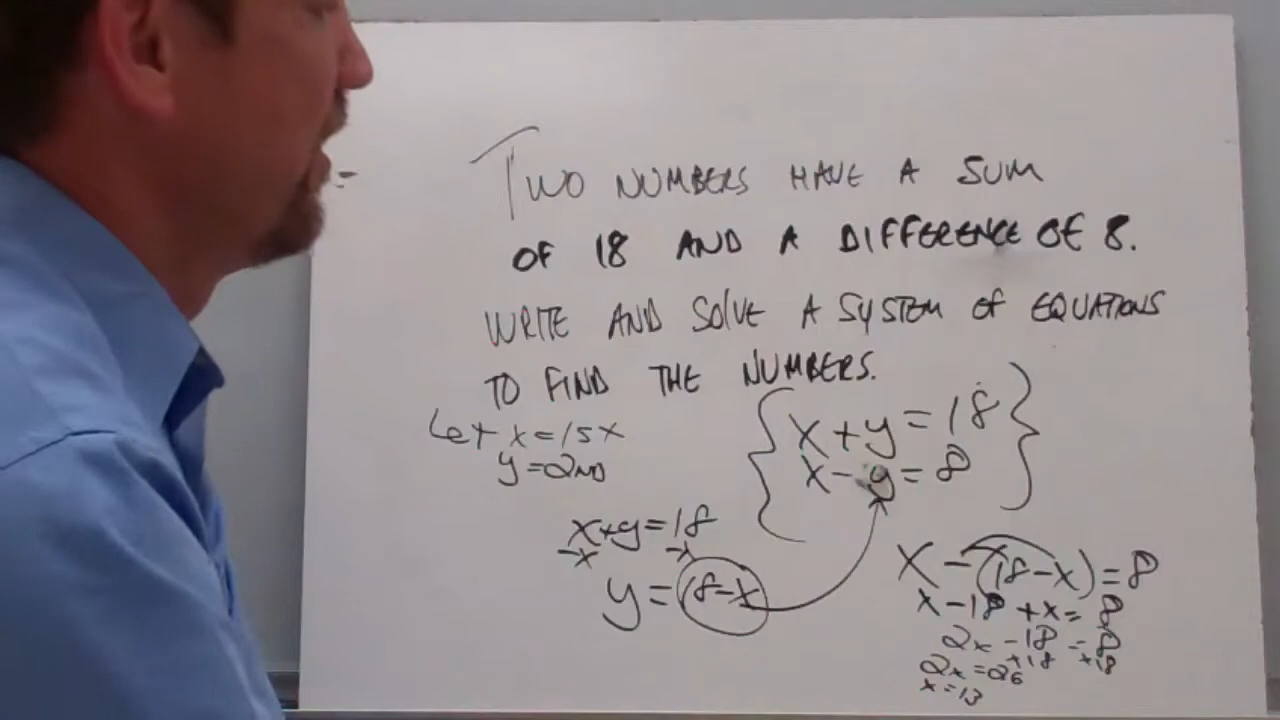 TWO NUMBERS HAVE A SUM
OF 18 AND A DIFFERENCE OF 8.
WRITE AND SOLVE A SYSTEM OF EQUATIONS
TO FIND THE NUMBERS.
Let x=1st
y=2ND
x+y=18
x-y=8
x+y=18
-x -x
y=18-x
x-(18-x)=8
x-18+x=8
2x-18=8
+18 +18
2x=26
x=13